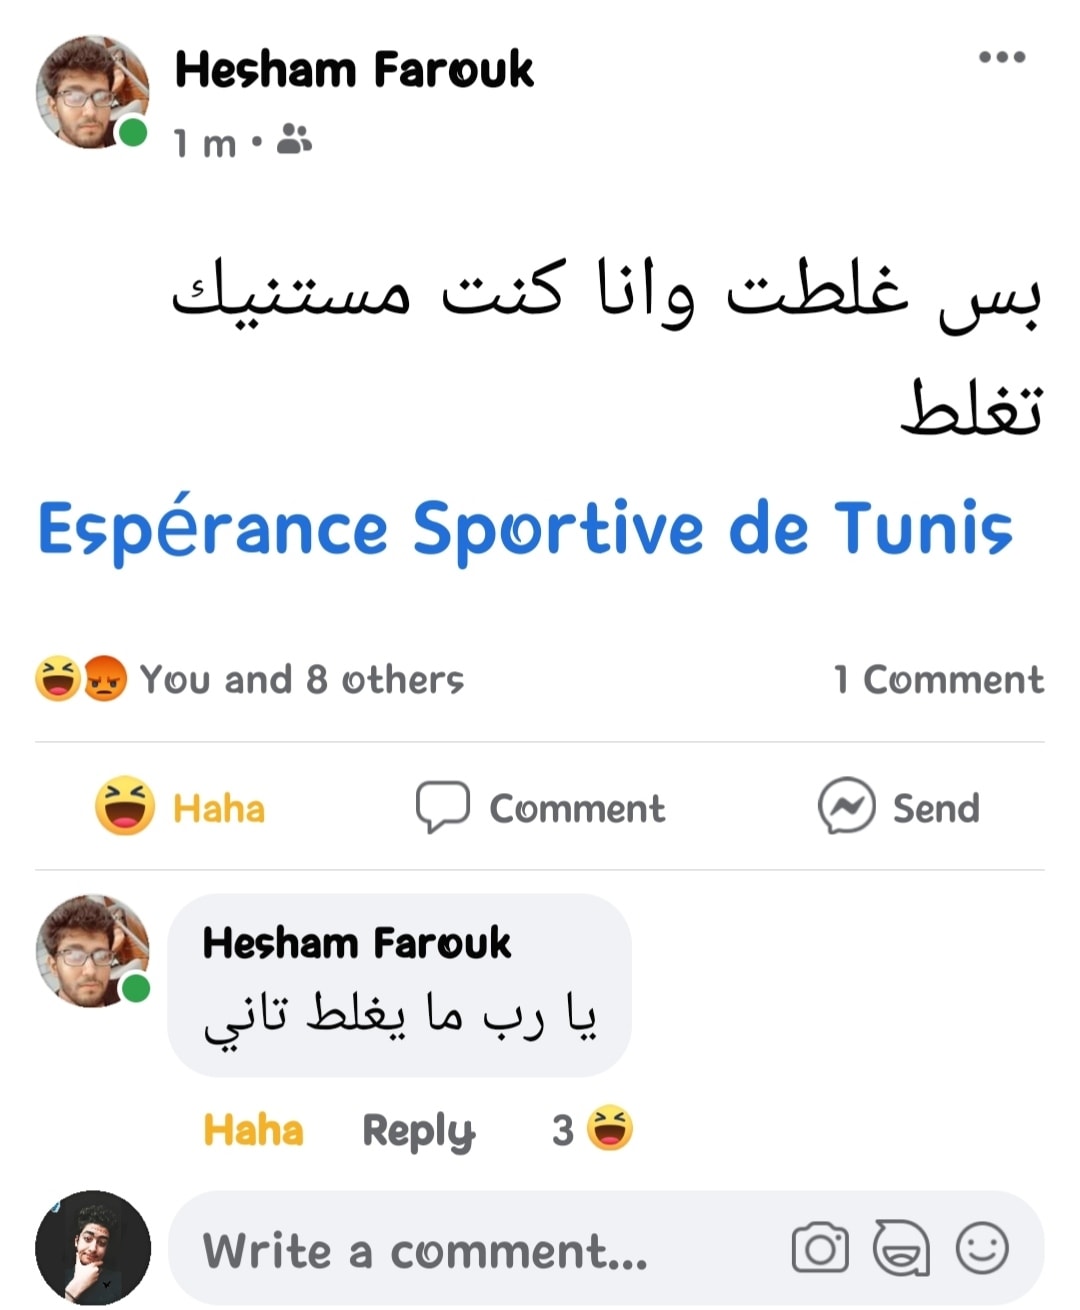 Hesham Farouk
1 m •
بس غلطت وانا كنت مستنيك
تغلط
Espérance Sportive de Tunis
You and 8 others
1 Comment
Haha
Comment
Send
Hesham Farouk
يا رب ما يغلط تاني
Haha Reply 3
Write a comment...